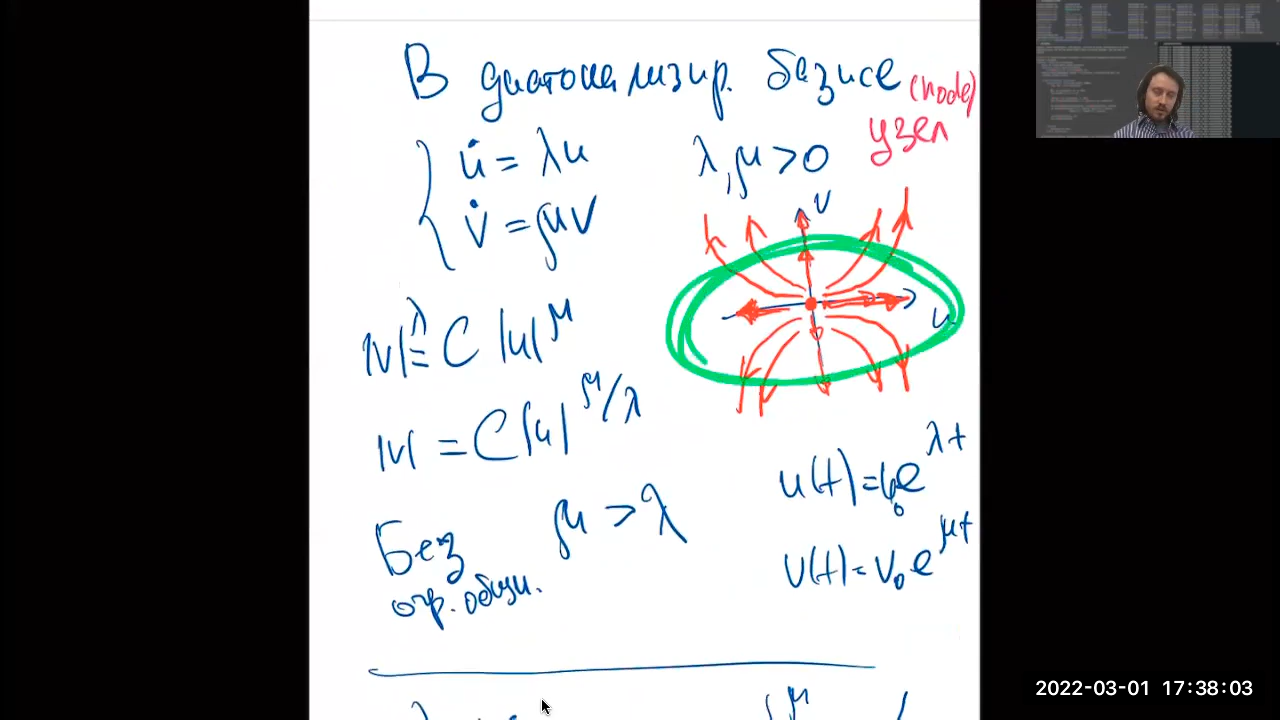 В диагонализир. базисе (node)
узел
u̇ = λu
v̇ = μv
λ, μ > 0
v
u
|v|^λ = C |u|^μ
|v| = C|u|^{μ/λ}
u(t) = u₀e^{λt}
v(t) = v₀e^{μt}
Без
огр. общн.
μ > λ
2022-03-01 17:38:03